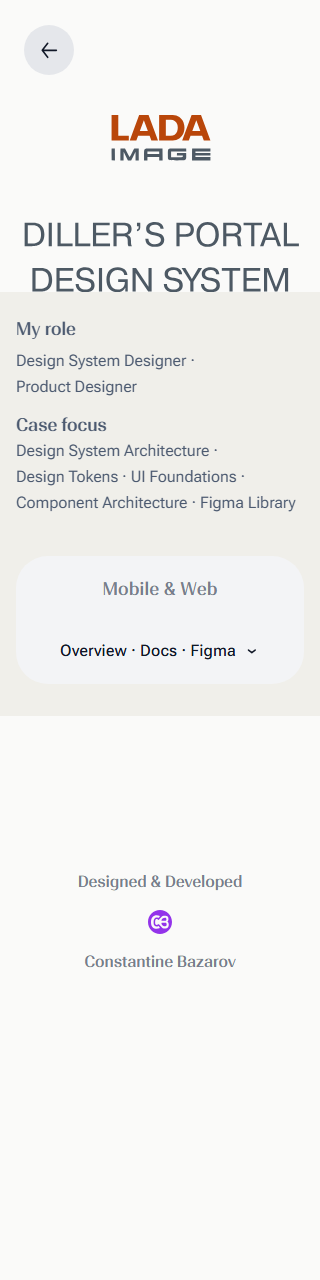 LADA
IMAGE
DILLER’S PORTAL
DESIGN SYSTEM
My role
Design System Designer ·
Product Designer
Case focus
Design System Architecture ·
Design Tokens · UI Foundations ·
Component Architecture · Figma Library
Mobile & Web
Overview · Docs · Figma
Designed & Developed
CB
Constantine Bazarov